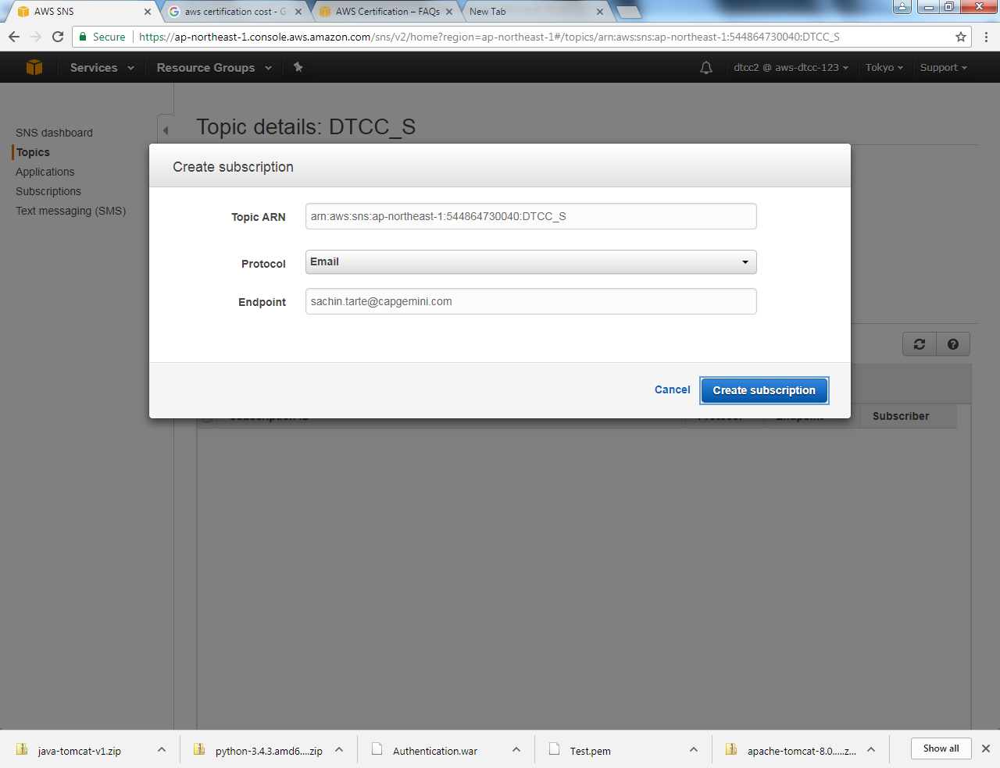 AWS SNS
aws certification cost - G
AWS Certification – FAQs
New Tab
Secure
https://ap-northeast-1.console.aws.amazon.com/sns/v2/home?region=ap-northeast-1#/topics/arn:aws:sns:ap-northeast-1:544864730040:DTCC_S
Services
Resource Groups
dtcc2 @ aws-dtcc-123
Tokyo
Support
SNS dashboard
Topics
Applications
Subscriptions
Text messaging (SMS)
Topic details: DTCC_S
Create subscription
Topic ARN
arn:aws:sns:ap-northeast-1:544864730040:DTCC_S
Protocol
Email
Endpoint
sachin.tarte@capgemini.com
Cancel
Create subscription
Subscription ID
Protocol
Endpoint
Subscriber
java-tomcat-v1.zip
python-3.4.3.amd6....zip
Authentication.war
Test.pem
apache-tomcat-8.0.....z...
Show all